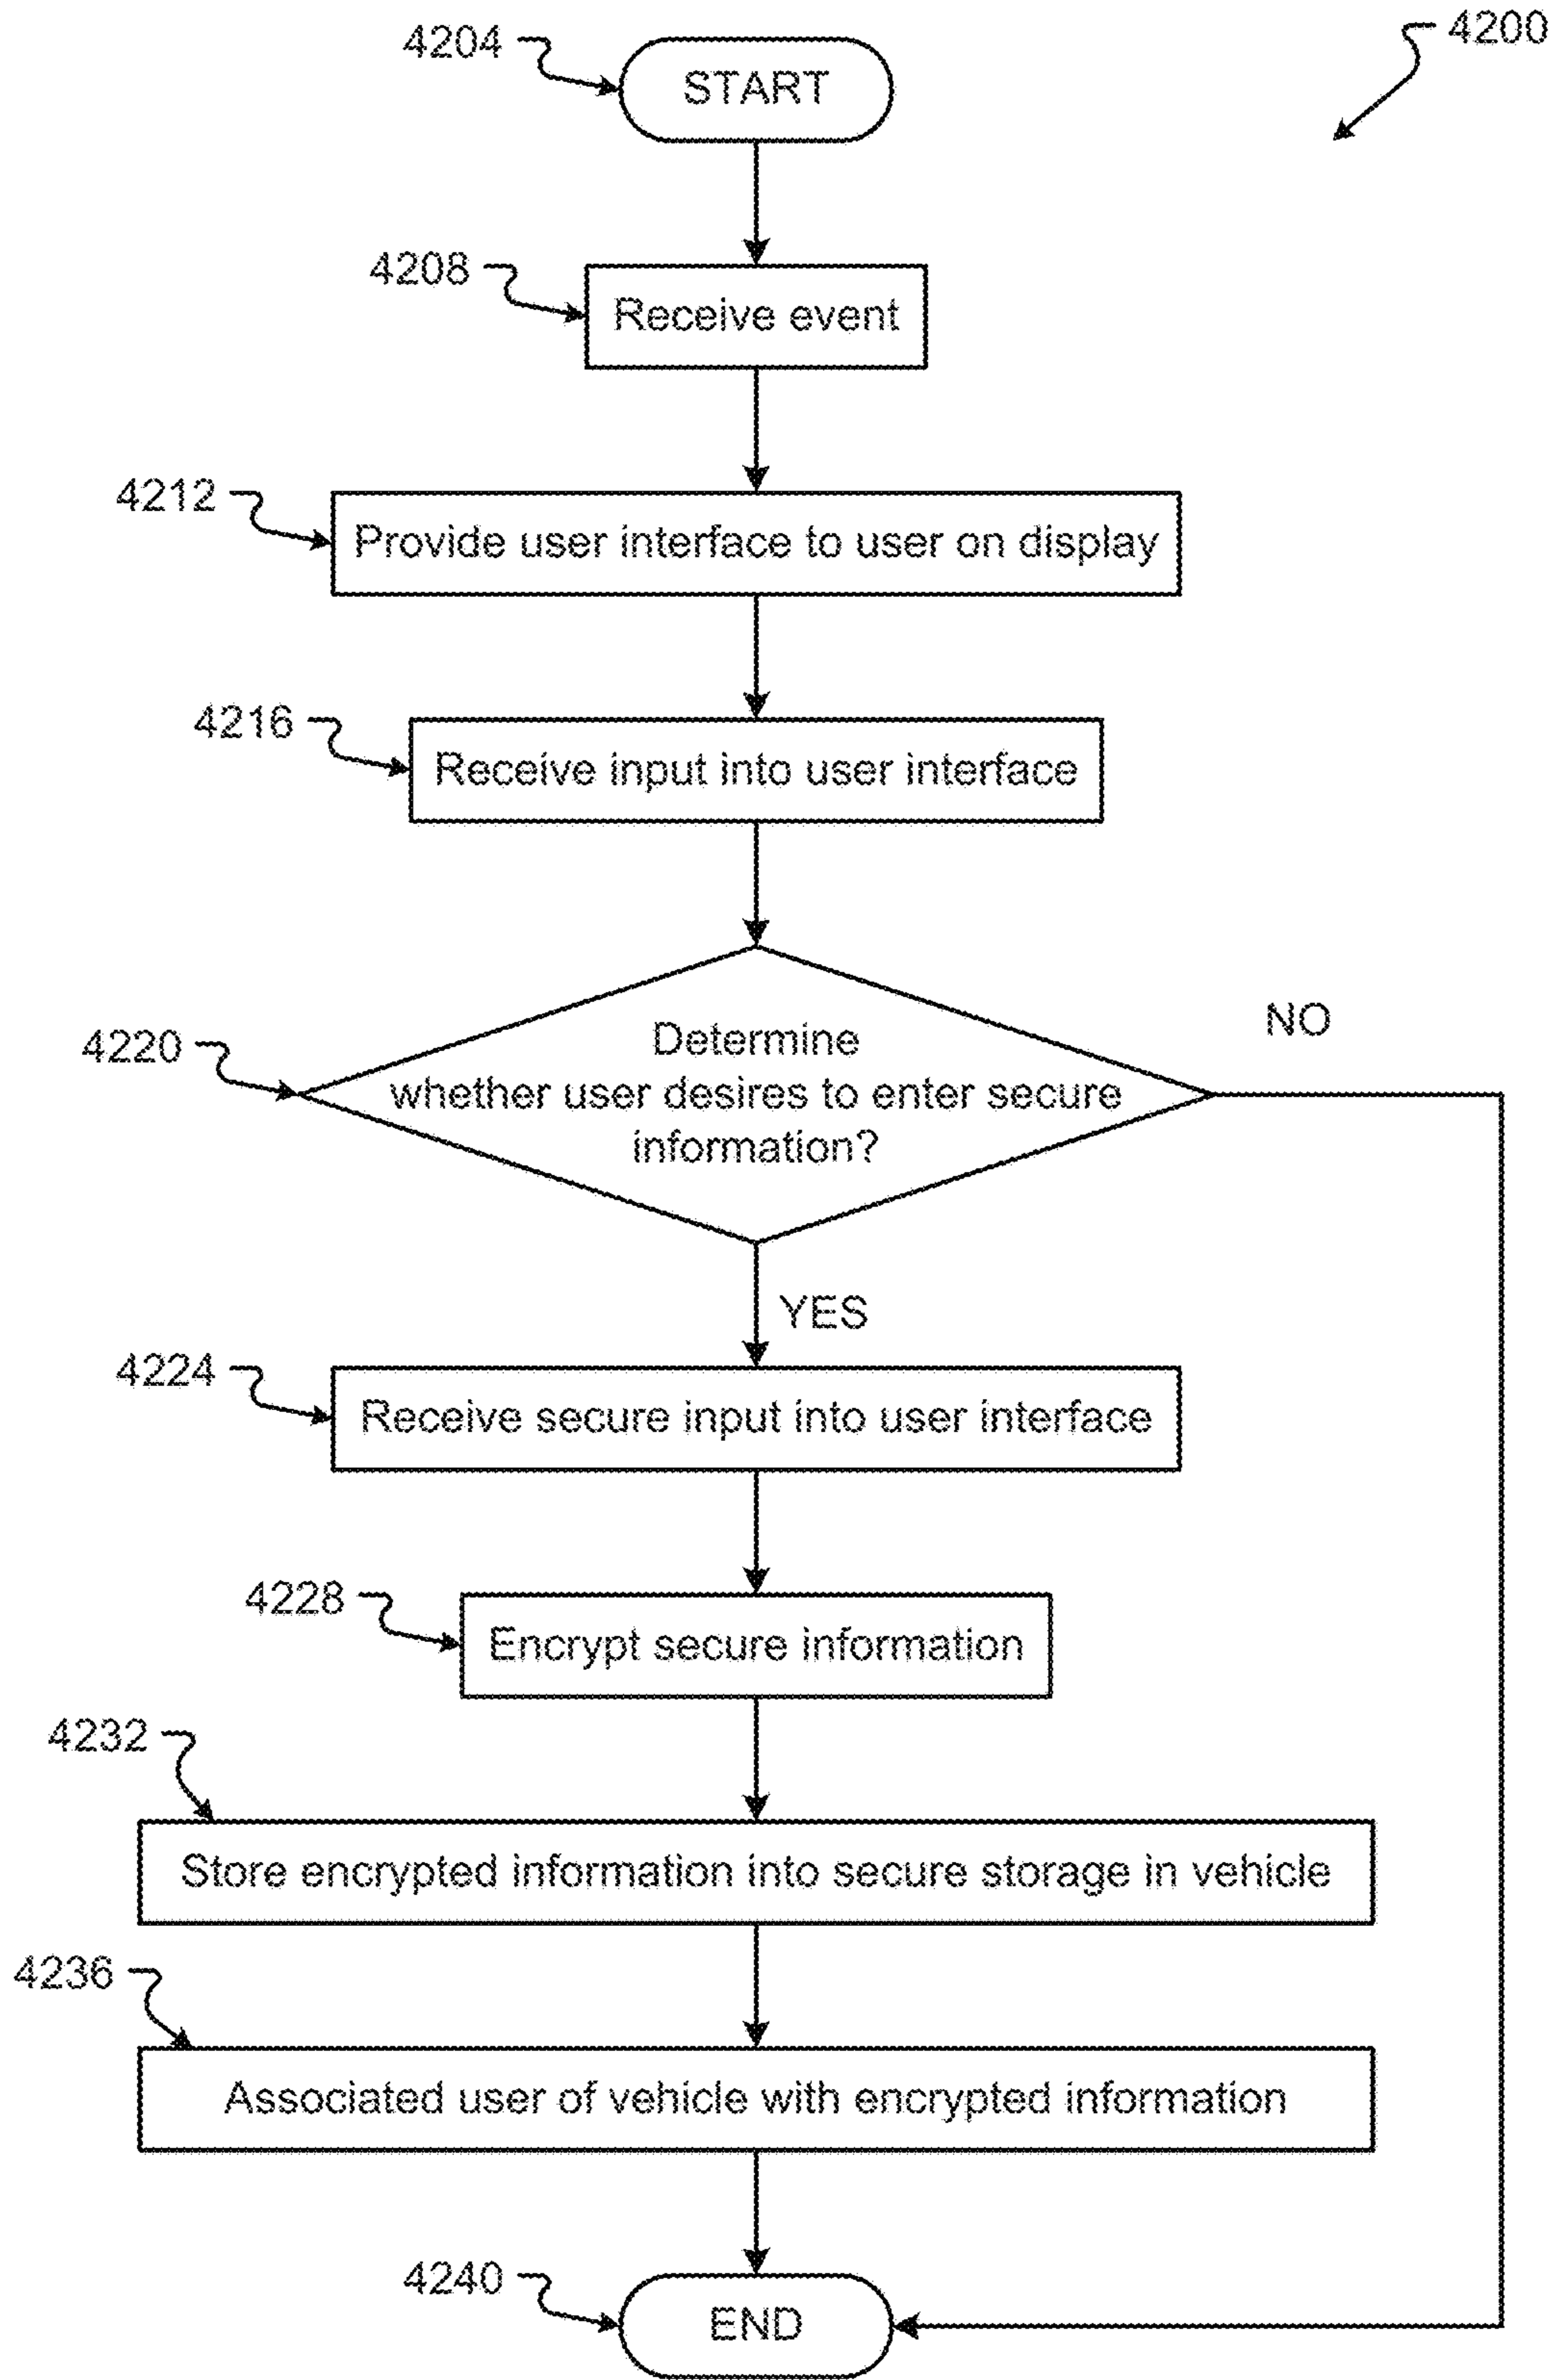 4200
4204
START
4208
Receive event
4212
Provide user interface to user on display
4216
Receive input into user interface
4220
Determine
whether user desires to enter secure
information?
NO
YES
4224
Receive secure input into user interface
4228
Encrypt secure information
4232
Store encrypted information into secure storage in vehicle
4236
Associated user of vehicle with encrypted information
4240
END